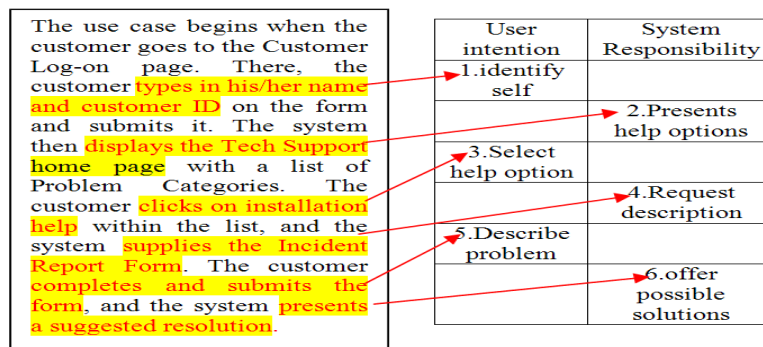 The use case begins when the
customer goes to the Customer
Log-on page. There, the
customer types in his/her name
and customer ID on the form
and submits it. The system
then displays the Tech Support
home page with a list of
Problem Categories. The
customer clicks on installation
help within the list, and the
system supplies the Incident
Report Form. The customer
completes and submits the
form, and the system presents
a suggested resolution.
User
intention
System
Responsibility
1.identify
self
2.Presents
help options
3.Select
help option
4.Request
description
5.Describe
problem
6.offer
possible
solutions